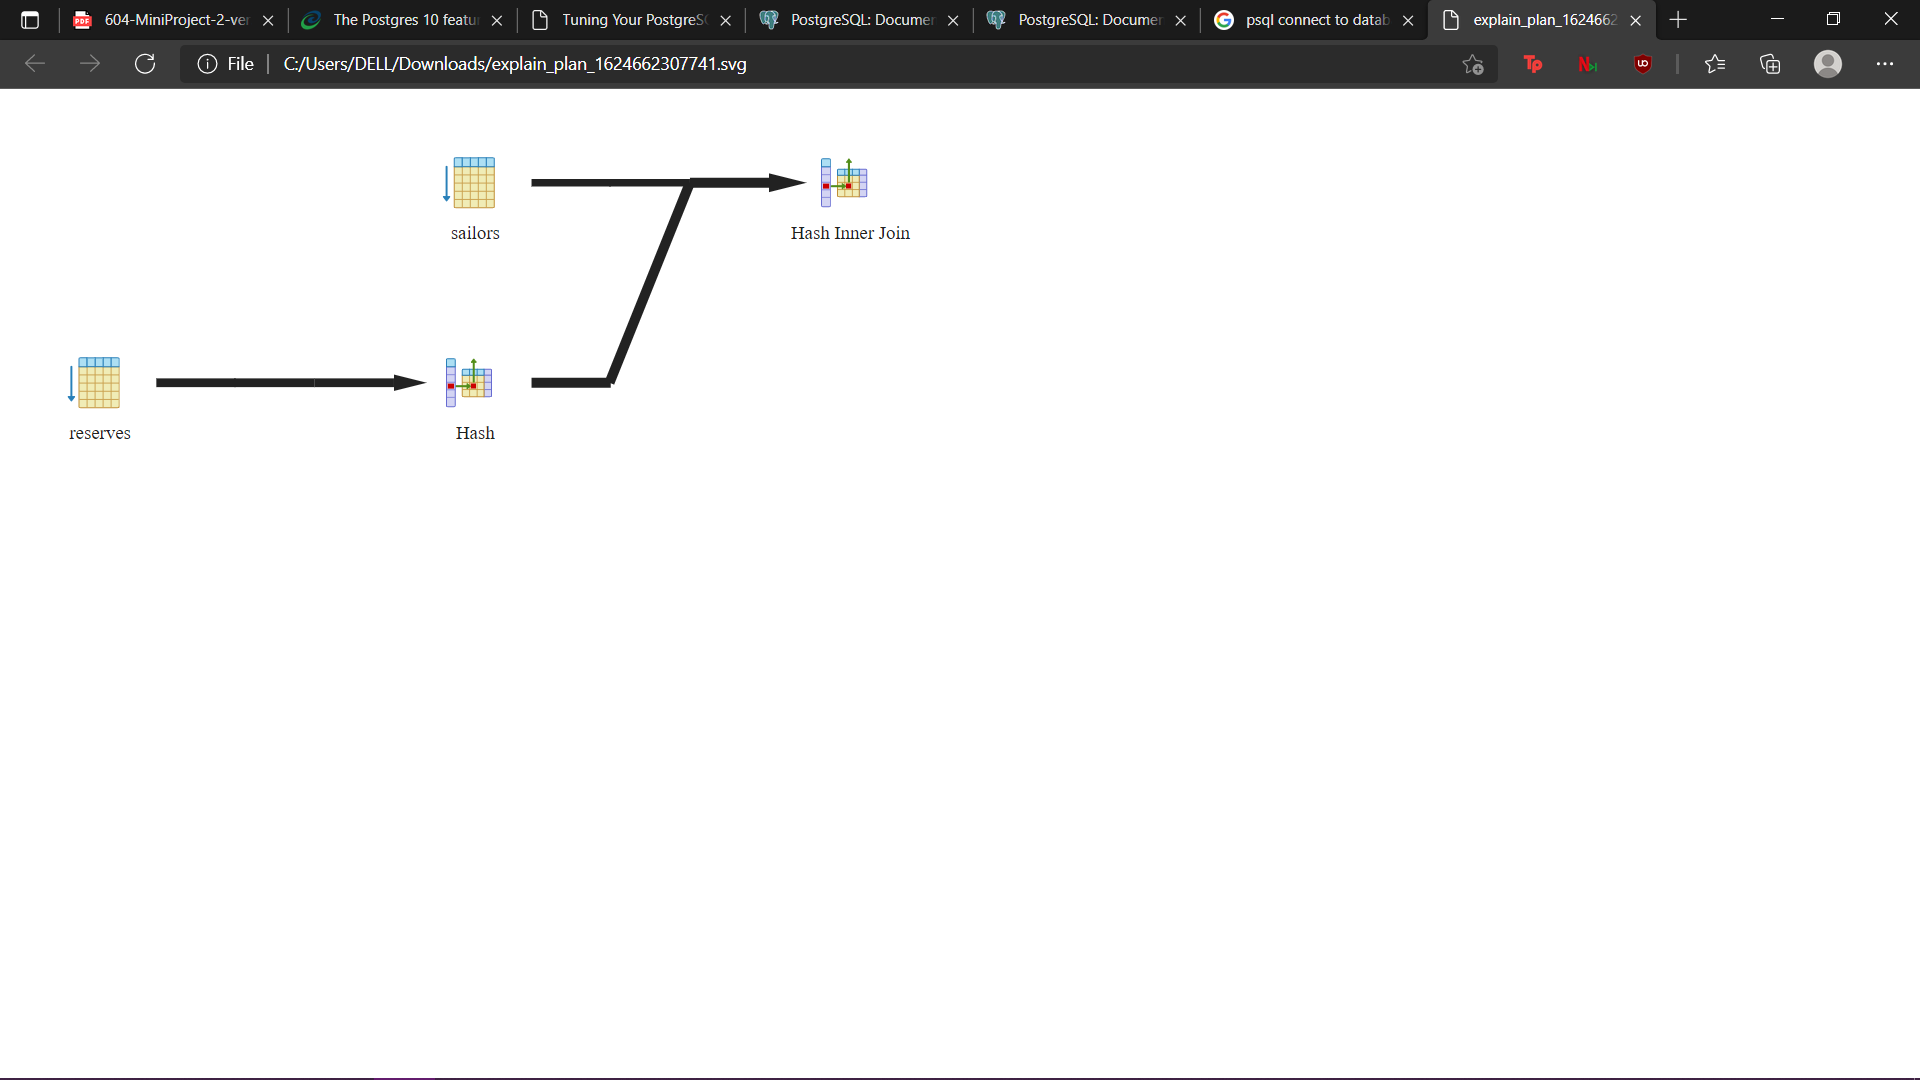 604-MiniProject-2-ver
The Postgres 10 featu
Tuning Your PostgreSQ
PostgreSQL: Documen
PostgreSQL: Documen
psql connect to datab
explain_plan_1624662
File
C:/Users/DELL/Downloads/explain_plan_1624662307741.svg
sailors
Hash Inner Join
reserves
Hash